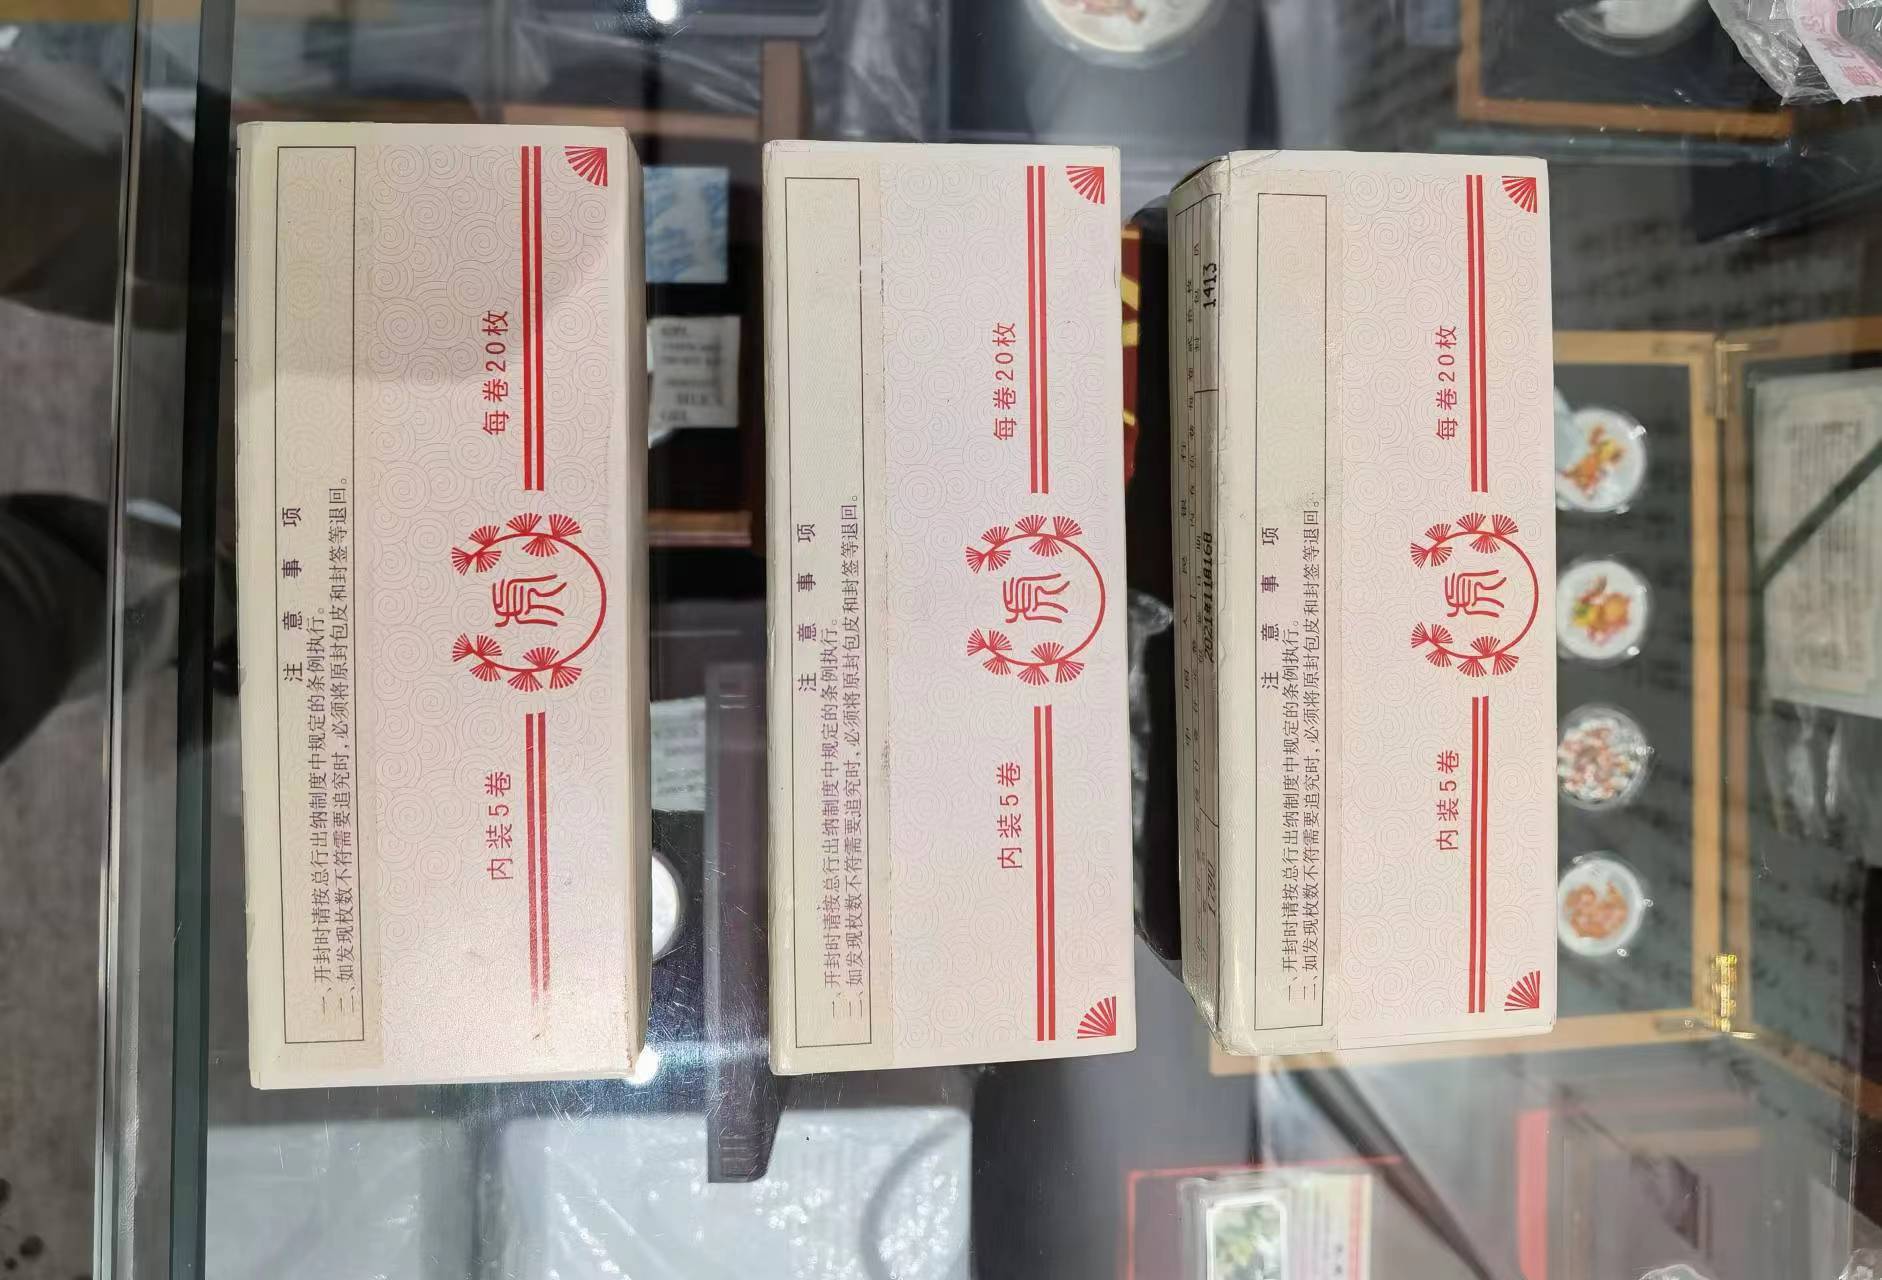 注意事项
一、开封时请按总行出纳制度中规定的条例执行。
二、如发现枚数不符需要追究时,必须将原封包皮和封签等退回。
内装5卷
虎
每卷20枚
注意事项
一、开封时请按总行出纳制度中规定的条例执行。
二、如发现枚数不符需要追究时,必须将原封包皮和封签等退回。
内装5卷
虎
每卷20枚
1413
注意事项
一、开封时请按总行出纳制度中规定的条例执行。
二、如发现枚数不符需要追究时,必须将原封包皮和封签等退回。
内装5卷
虎
每卷20枚